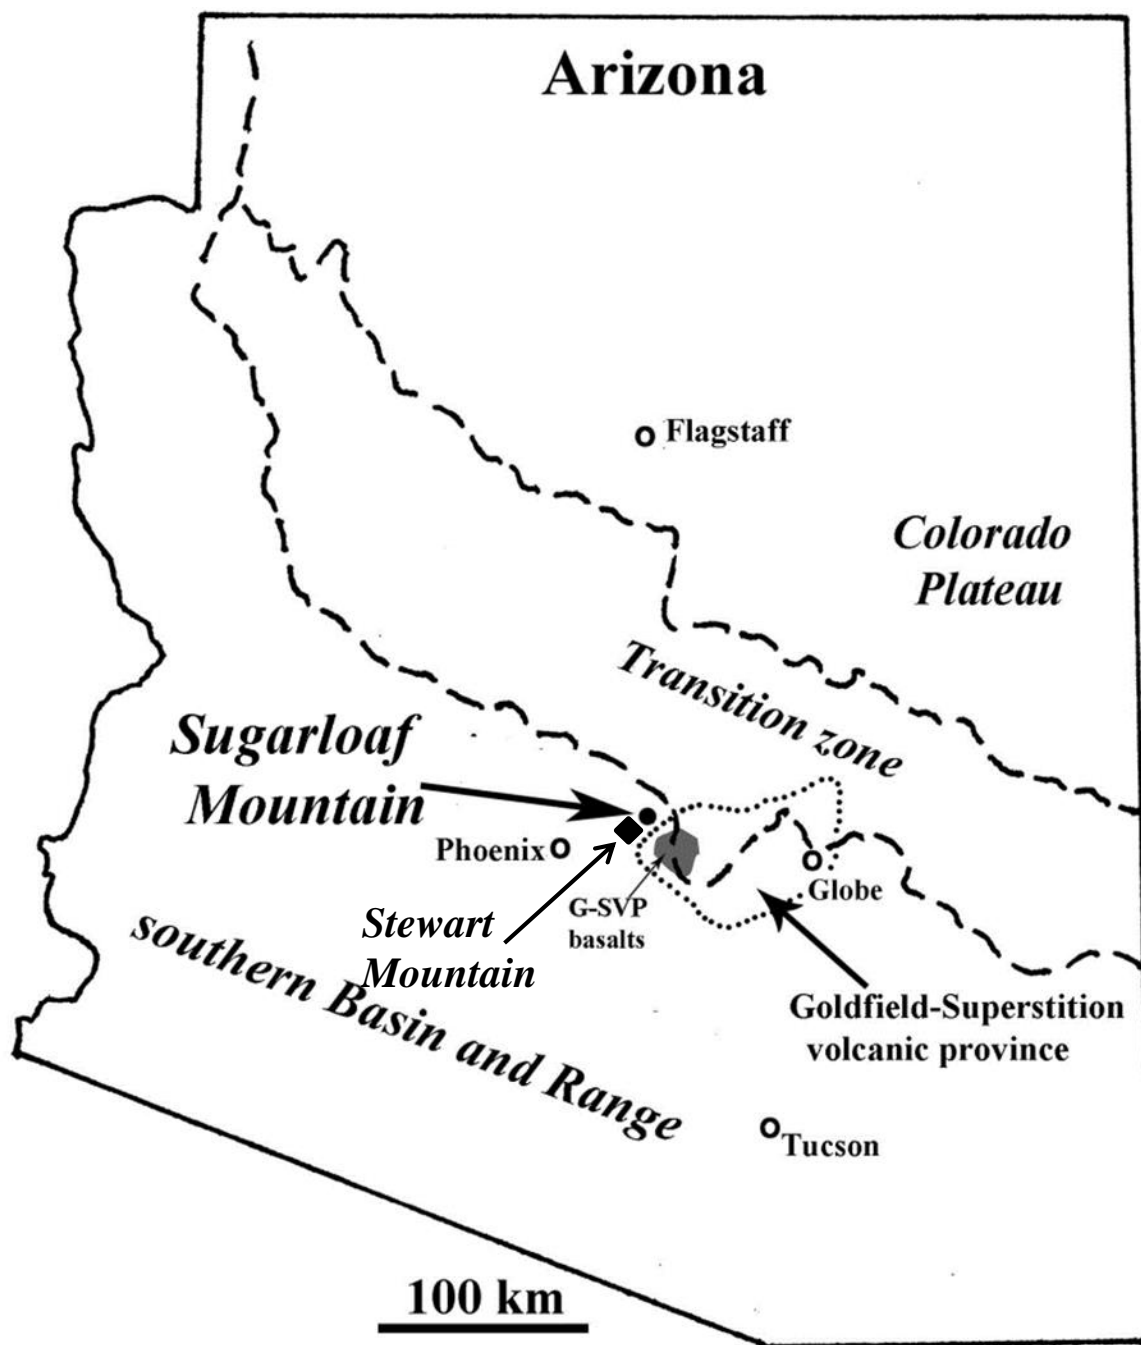 Arizona
Flagstaff
Colorado
Plateau
Transition zone
Sugarloaf
Mountain
Phoenix
Globe
G-SVP
basalts
Stewart
Mountain
southern Basin and Range
Goldfield-Superstition
volcanic province
Tucson
100 km